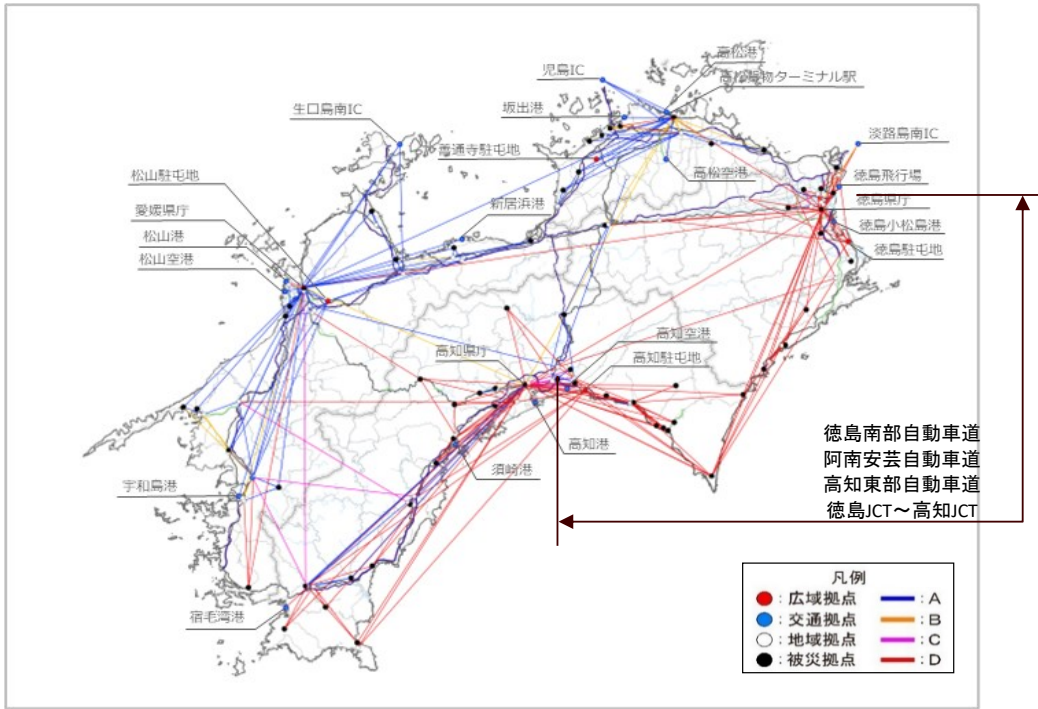 高松港
児島IC
高松貨物ターミナル駅
坂出港
生口島南IC
淡路島南IC
善通寺駐屯地
徳島飛行場
松山駐屯地
高松空港
徳島県庁
愛媛県庁
新居浜港
徳島小松島港
松山港
徳島駐屯地
松山空港
高知空港
高知県庁
高知駐屯地
徳島南部自動車道
阿南安芸自動車道
高知東部自動車道
徳島JCT～高知JCT
高知港
須崎港
宇和島港
宿毛湾港
凡例
：広域拠点 ：A
：交通拠点 ：B
：地域拠点 ：C
：被災拠点 ：D